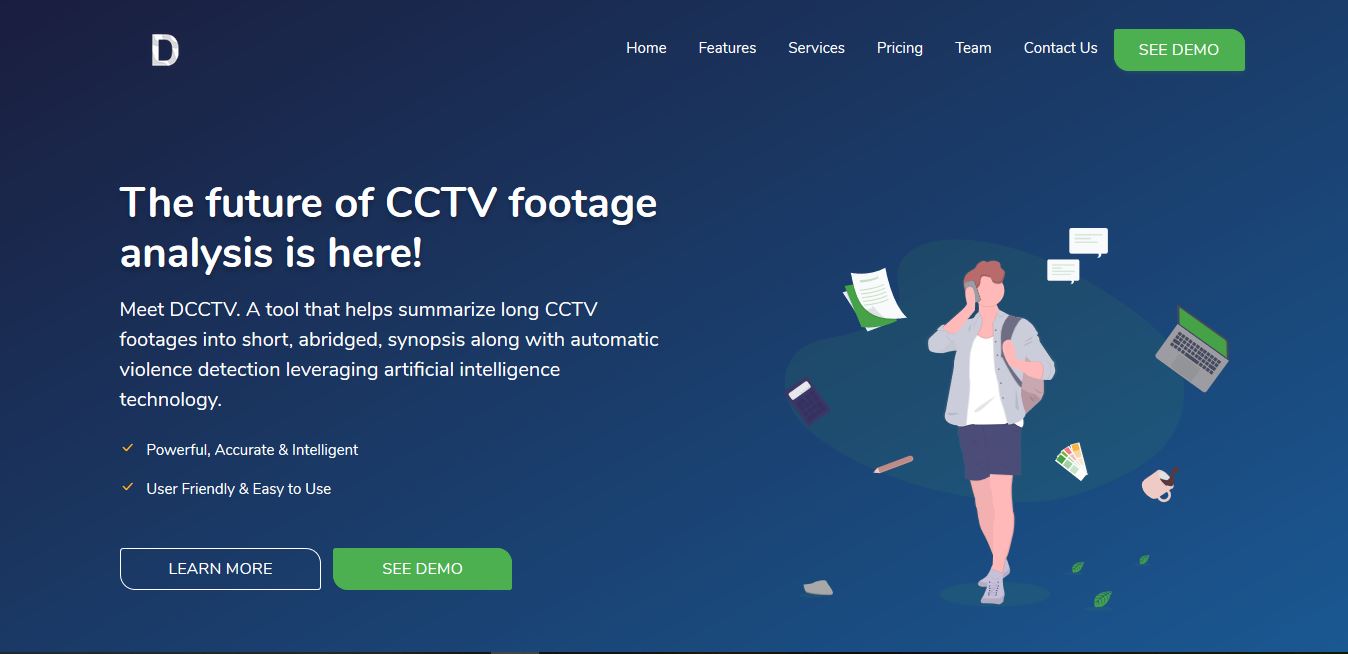 D
Home Features Services Pricing Team Contact Us SEE DEMO
The future of CCTV footage
analysis is here!
Meet DCCTV. A tool that helps summarize long CCTV
footages into short, abridged, synopsis along with automatic
violence detection leveraging artificial intelligence
technology.
Powerful, Accurate & Intelligent
User Friendly & Easy to Use
LEARN MORE SEE DEMO